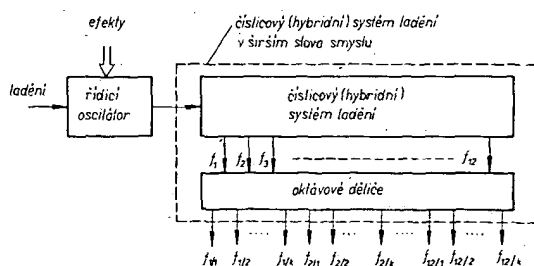 efekty
číslicový (hybridní) systém ladění
v širším slova smyslu
ladění
řídicí
oscilátor
číslicový (hybridní)
systém ladění
f1 f2 f3 f12
oktávové děliče
f1/1 f1/2 .... f1/k f2/1 f2/2 .... f2/k .... f12/1 f12/2 .... f12/k